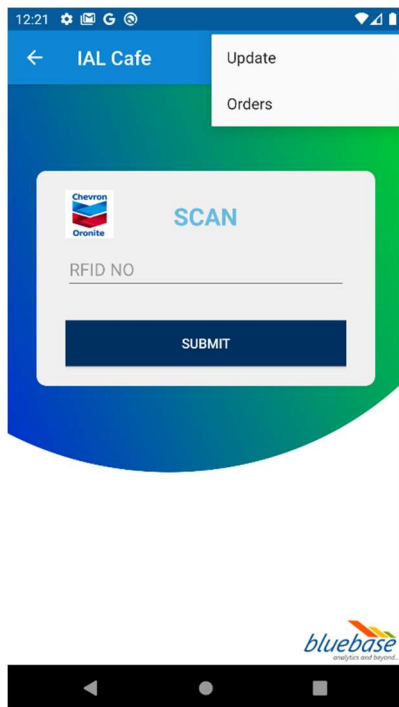 12:21
IAL Cafe
Update
Orders
Chevron
Oronite
SCAN
RFID NO
SUBMIT
bluebase
analytics and beyond..